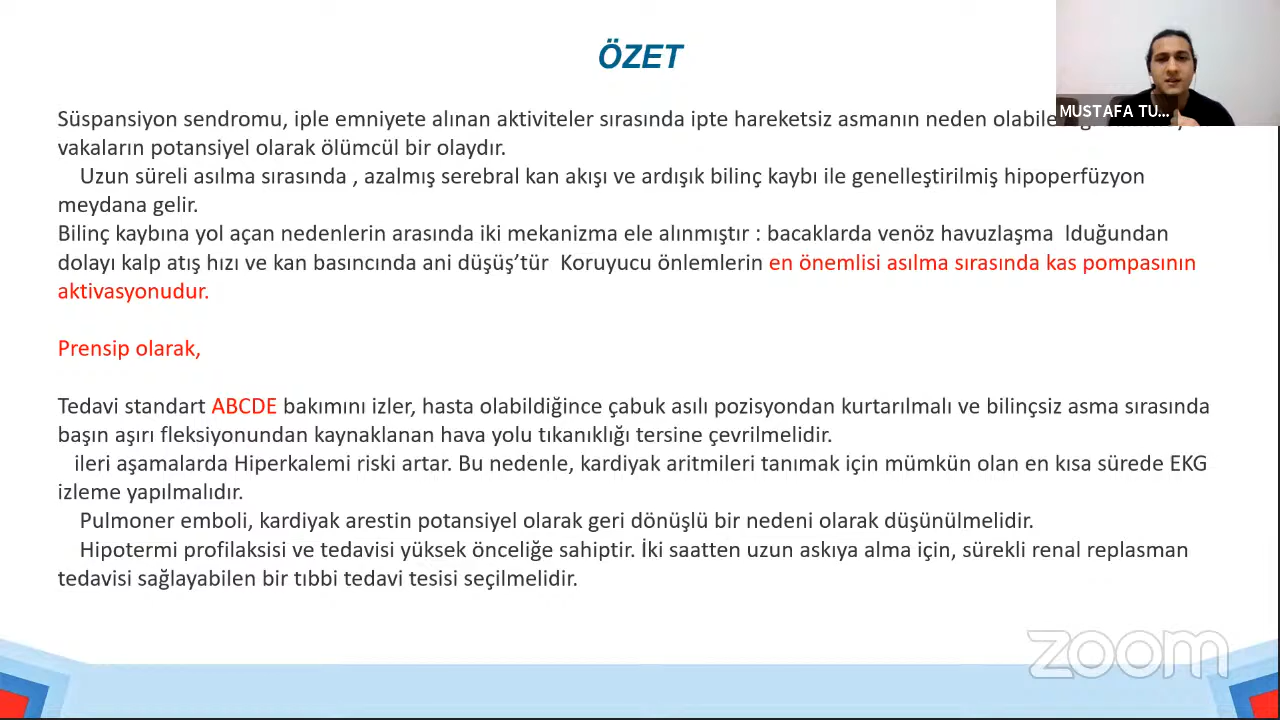 ÖZET
MUSTAFA TU...
Süspansiyon sendromu, iple emniyete alınan aktiviteler sırasında ipte hareketsiz asmanın neden
vakaların potansiyel olarak ölümcül bir olaydır.
Uzun süreli asılma sırasında , azalmış serebral kan akışı ve ardışık bilinç kaybı ile genelleştirilmiş hipoperfüzyon
meydana gelir.
Bilinç kaybına yol açan nedenlerin arasında iki mekanizma ele alınmıştır : bacaklarda venöz havuzlaşma lduğundan
dolayı kalp atış hızı ve kan basıncında ani düşüş’tür Koruyucu önlemlerin en önemlisi asılma sırasında kas pompasının
aktivasyonudur.
Prensip olarak,
Tedavi standart ABCDE bakımını izler, hasta olabildiğince çabuk asılı pozisyondan kurtarılmalı ve bilinçsiz asma sırasında
başın aşırı fleksiyonundan kaynaklanan hava yolu tıkanıklığı tersine çevrilmelidir.
ileri aşamalarda Hiperkalemi riski artar. Bu nedenle, kardiyak aritmileri tanımak için mümkün olan en kısa sürede EKG
izleme yapılmalıdır.
Pulmoner emboli, kardiyak arestin potansiyel olarak geri dönüşlü bir nedeni olarak düşünülmelidir.
Hipotermi profilaksisi ve tedavisi yüksek önceliğe sahiptir. İki saatten uzun askıya alma için, sürekli renal replasman
tedavisi sağlayabilen bir tıbbi tedavi tesisi seçilmelidir.
zoom